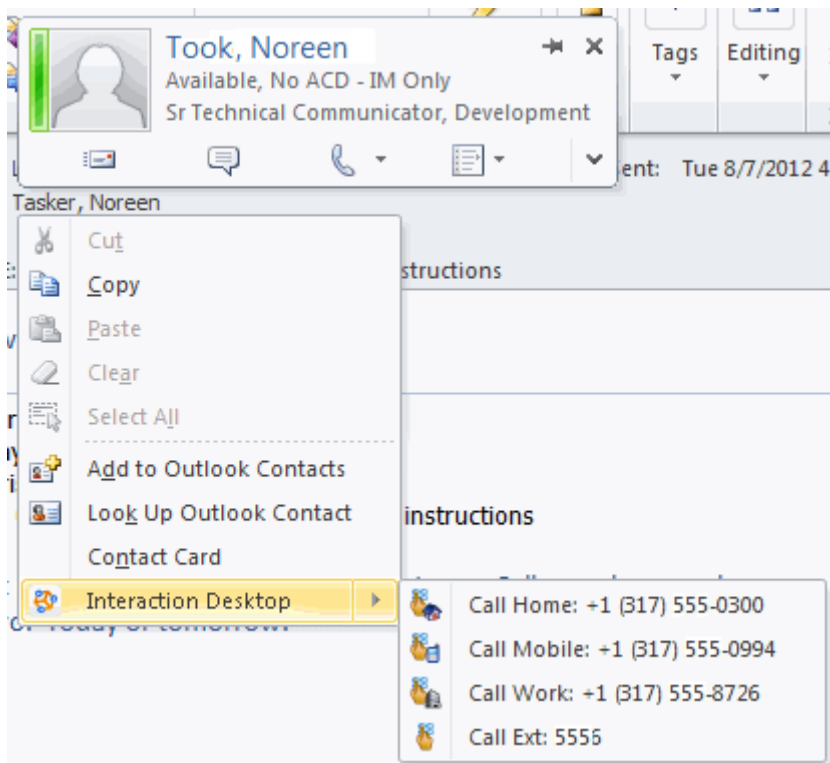 Took, Noreen
Available, No ACD - IM Only
Sr Technical Communicator, Development
Tags
Editing
Sent: Tue 8/7/2012 4
Tasker, Noreen
structions
Cut
Copy
Paste
Clear
Select All
Add to Outlook Contacts
Look Up Outlook Contact
instructions
Contact Card
Interaction Desktop
Call Home: +1 (317) 555-0300
Call Mobile: +1 (317) 555-0994
Call Work: +1 (317) 555-8726
Call Ext: 5556